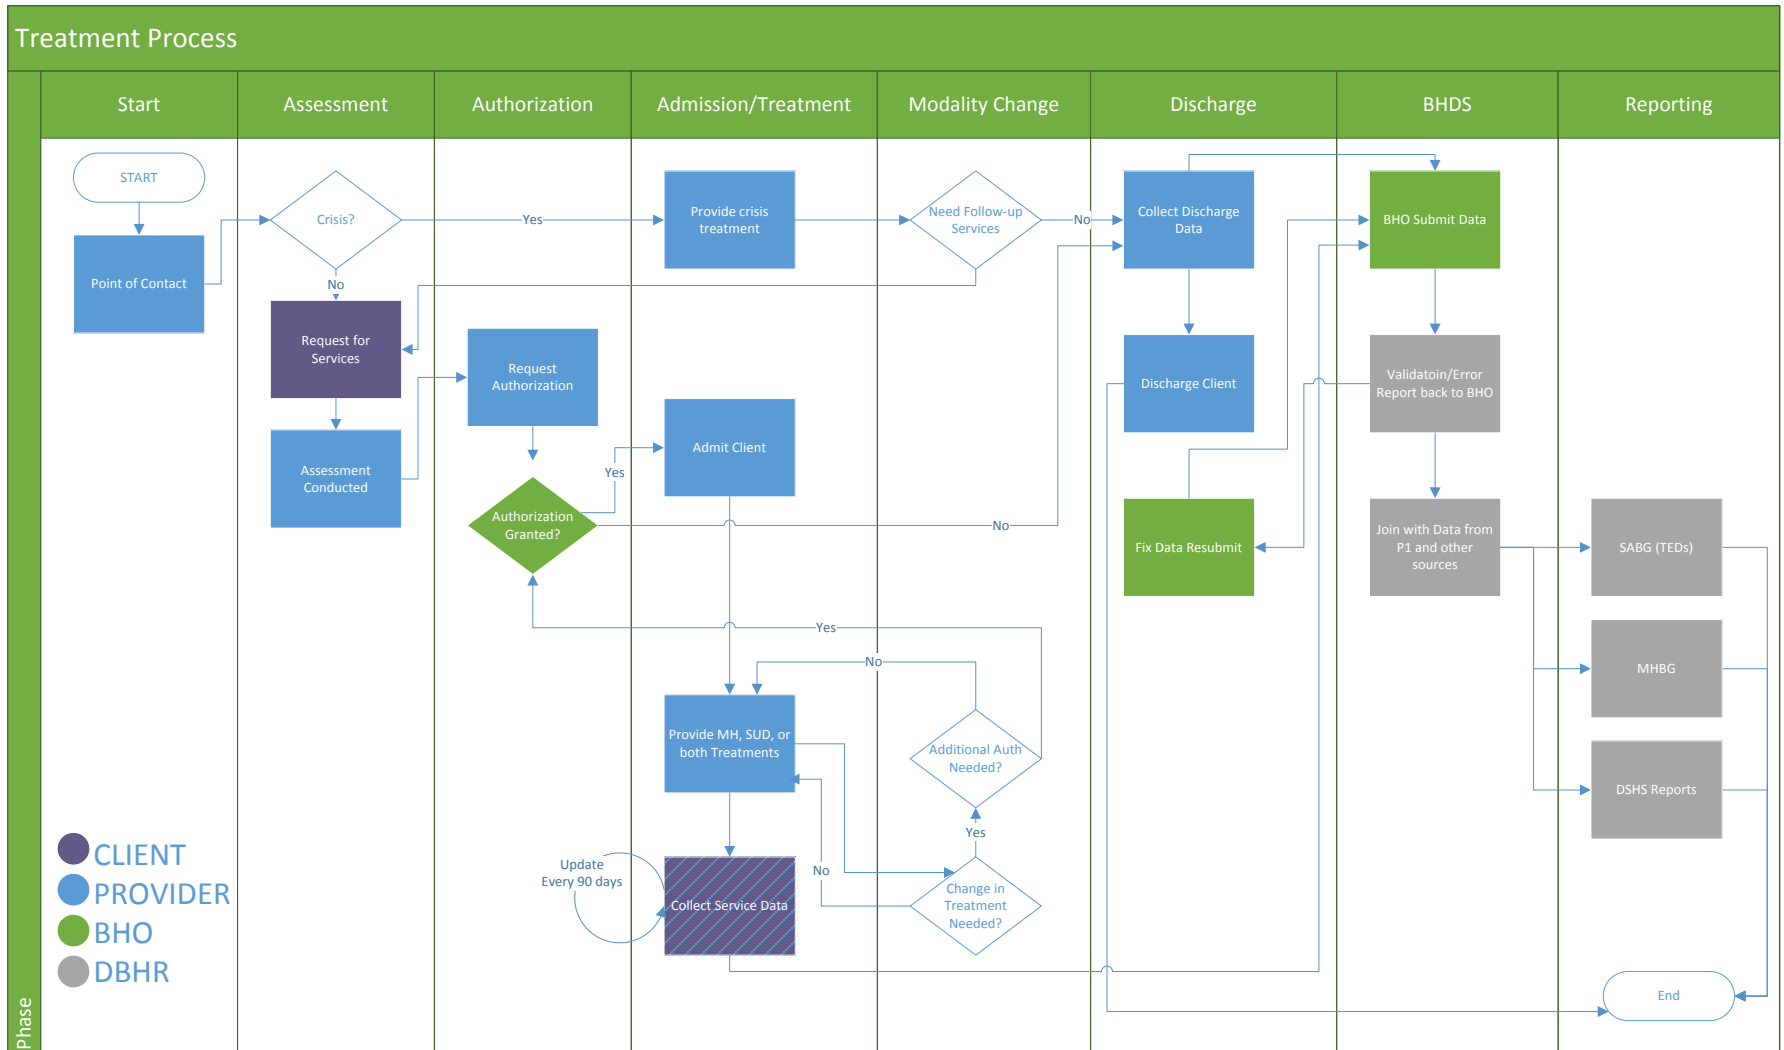 Treatment Process
Phase
Start
Assessment
Authorization
Admission/Treatment
Modality Change
Discharge
BHDS
Reporting
START
Point of Contact
Crisis?
Yes
No
Request for
Services
Assessment
Conducted
Request
Authorization
Authorization
Granted?
Yes
No
Provide crisis
treatment
Admit Client
Provide MH, SUD, or
both Treatments
Collect Service Data
Update
Every 90 days
Need Follow-up
Services
No
Yes
No
Additional Auth
Needed?
Yes
No
Change in
Treatment
Needed?
Collect Discharge
Data
Discharge Client
Fix Data Resubmit
BHO Submit Data
Validatoin/Error
Report back to BHO
Join with Data from
P1 and other
sources
SABG (TEDs)
MHBG
DSHS Reports
End
CLIENT
PROVIDER
BHO
DBHR